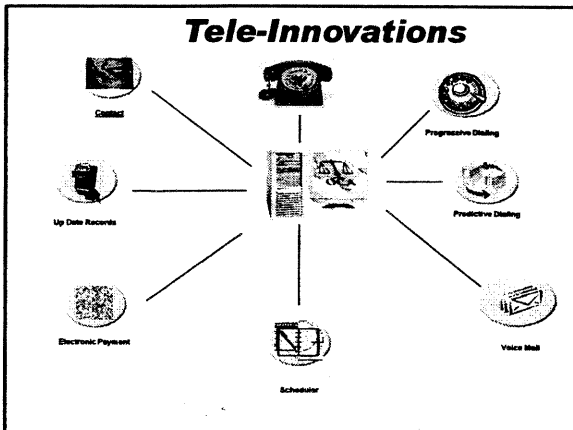 Tele-Innovations
Contact
Progressive Dialing
Up Date Records
Predictive Dialing
Electronic Payment
Voice Mail
Scheduler